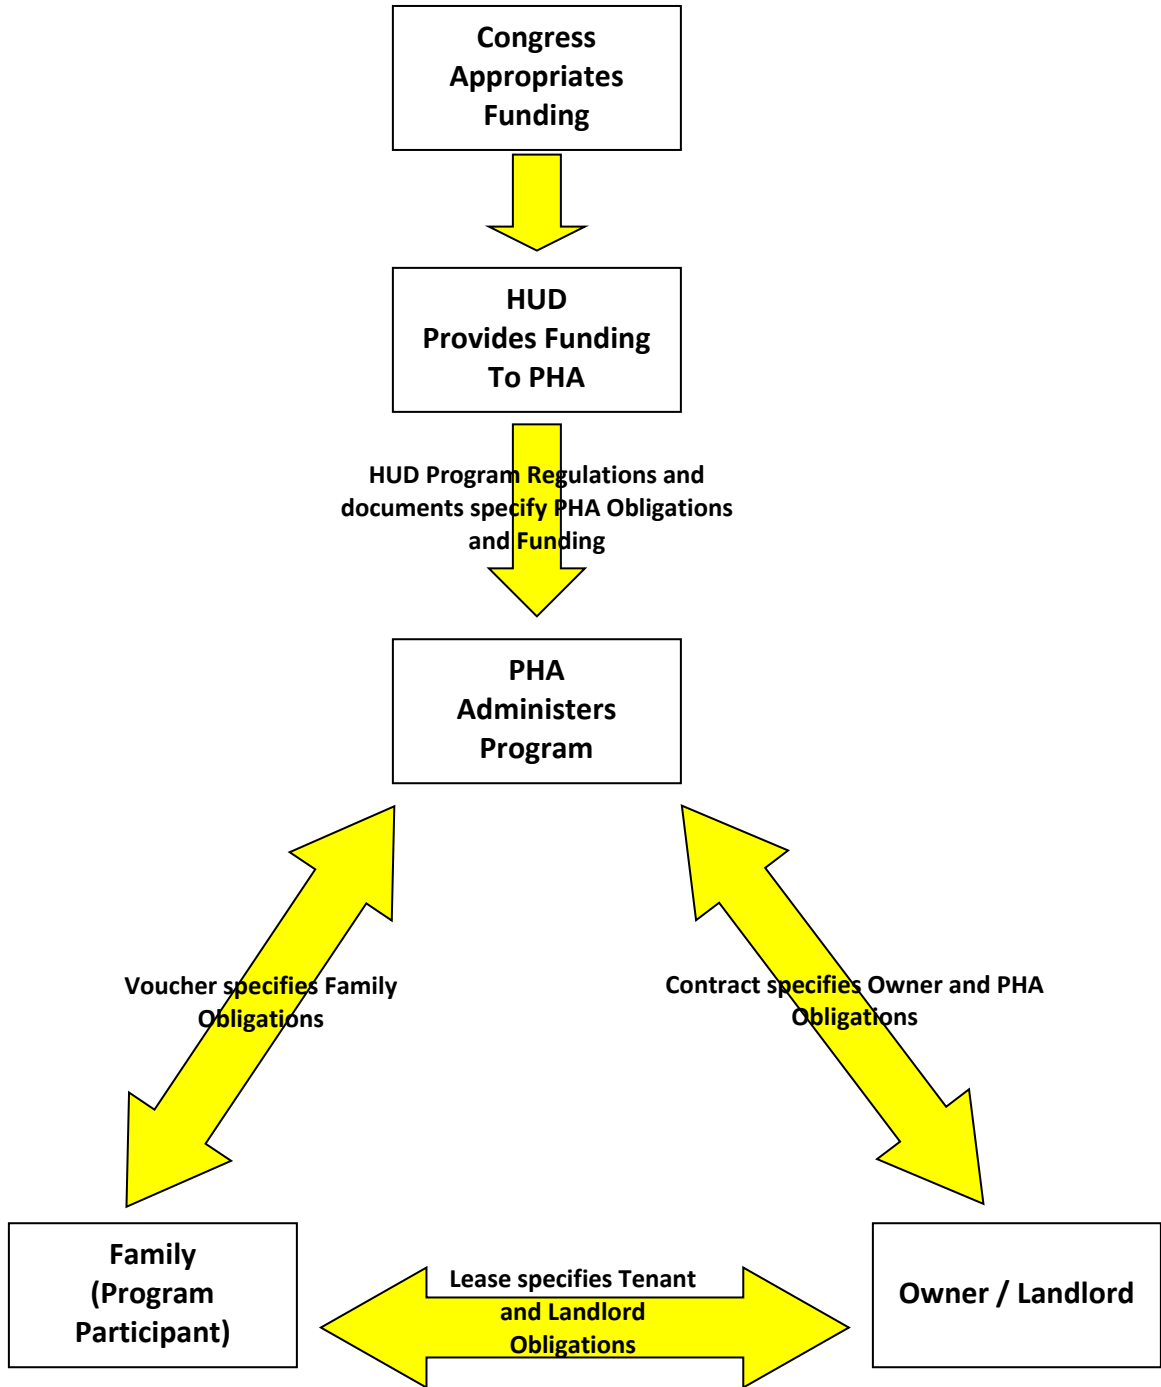 Congress
Appropriates
Funding
HUD
Provides Funding
To PHA
HUD Program Regulations and
documents specify PHA Obligations
and Funding
PHA
Administers
Program
Voucher specifies Family
Obligations
Contract specifies Owner and PHA
Obligations
Family
(Program
Participant)
Lease specifies Tenant
and Landlord
Obligations
Owner / Landlord